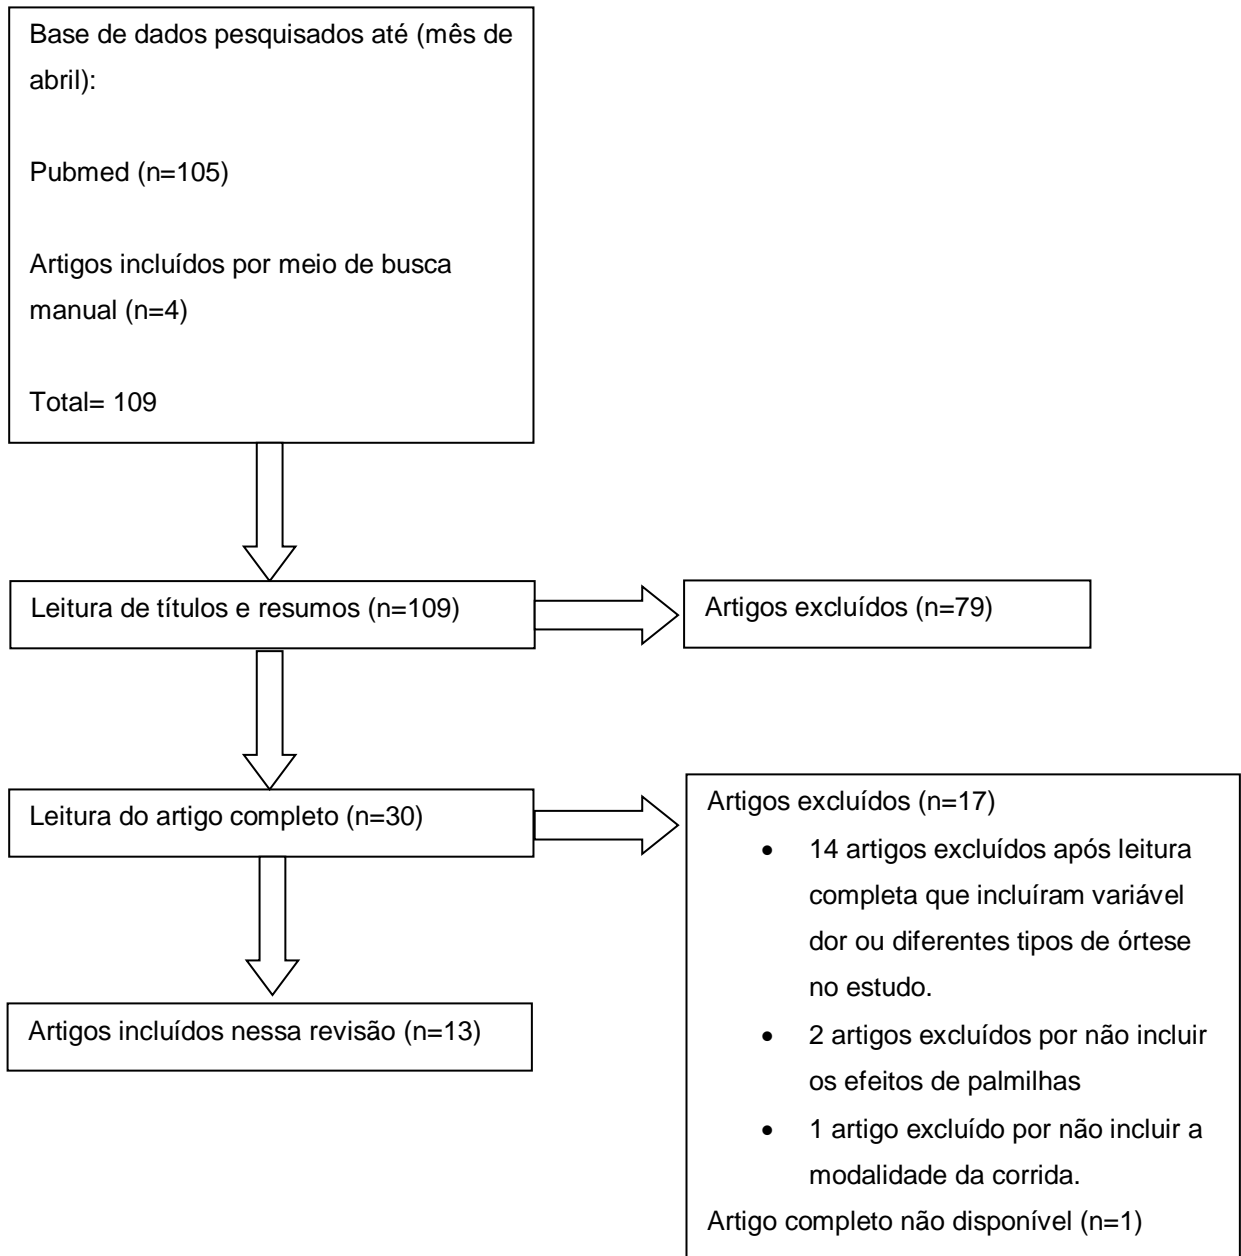 Base de dados pesquisados até (mês de
abril):
Pubmed (n=105)
Artigos incluídos por meio de busca
manual (n=4)
Total= 109
Leitura de títulos e resumos (n=109)
Artigos excluídos (n=79)
Leitura do artigo completo (n=30)
Artigos excluídos (n=17)
• 14 artigos excluídos após leitura
completa que incluíram variável
dor ou diferentes tipos de órtese
no estudo.
• 2 artigos excluídos por não incluir
os efeitos de palmilhas
• 1 artigo excluído por não incluir a
modalidade da corrida.
Artigo completo não disponível (n=1)
Artigos incluídos nessa revisão (n=13)